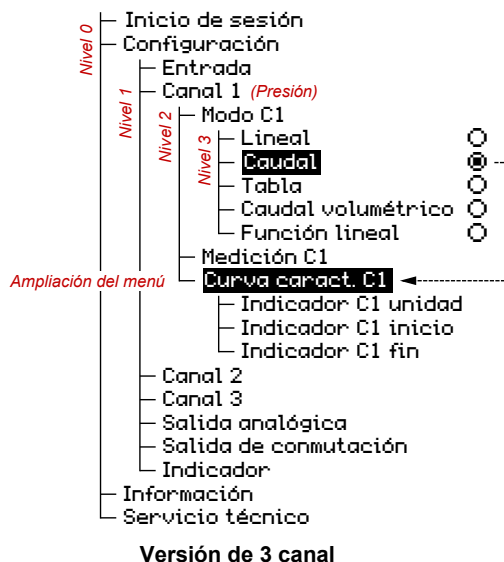 Nivel 0
Inicio de sesión
Configuración
Nivel 1
Entrada
Canal 1 (Presión)
Nivel 2
Modo C1
Nivel 3
Lineal
Caudal
Tabla
Caudal volumétrico
Función lineal
Medición C1
Ampliación del menú
Curva caract. C1
Indicador C1 unidad
Indicador C1 inicio
Indicador C1 fin
Canal 2
Canal 3
Salida analógica
Salida de conmutación
Indicador
Información
Servicio técnico
Versión de 3 canal